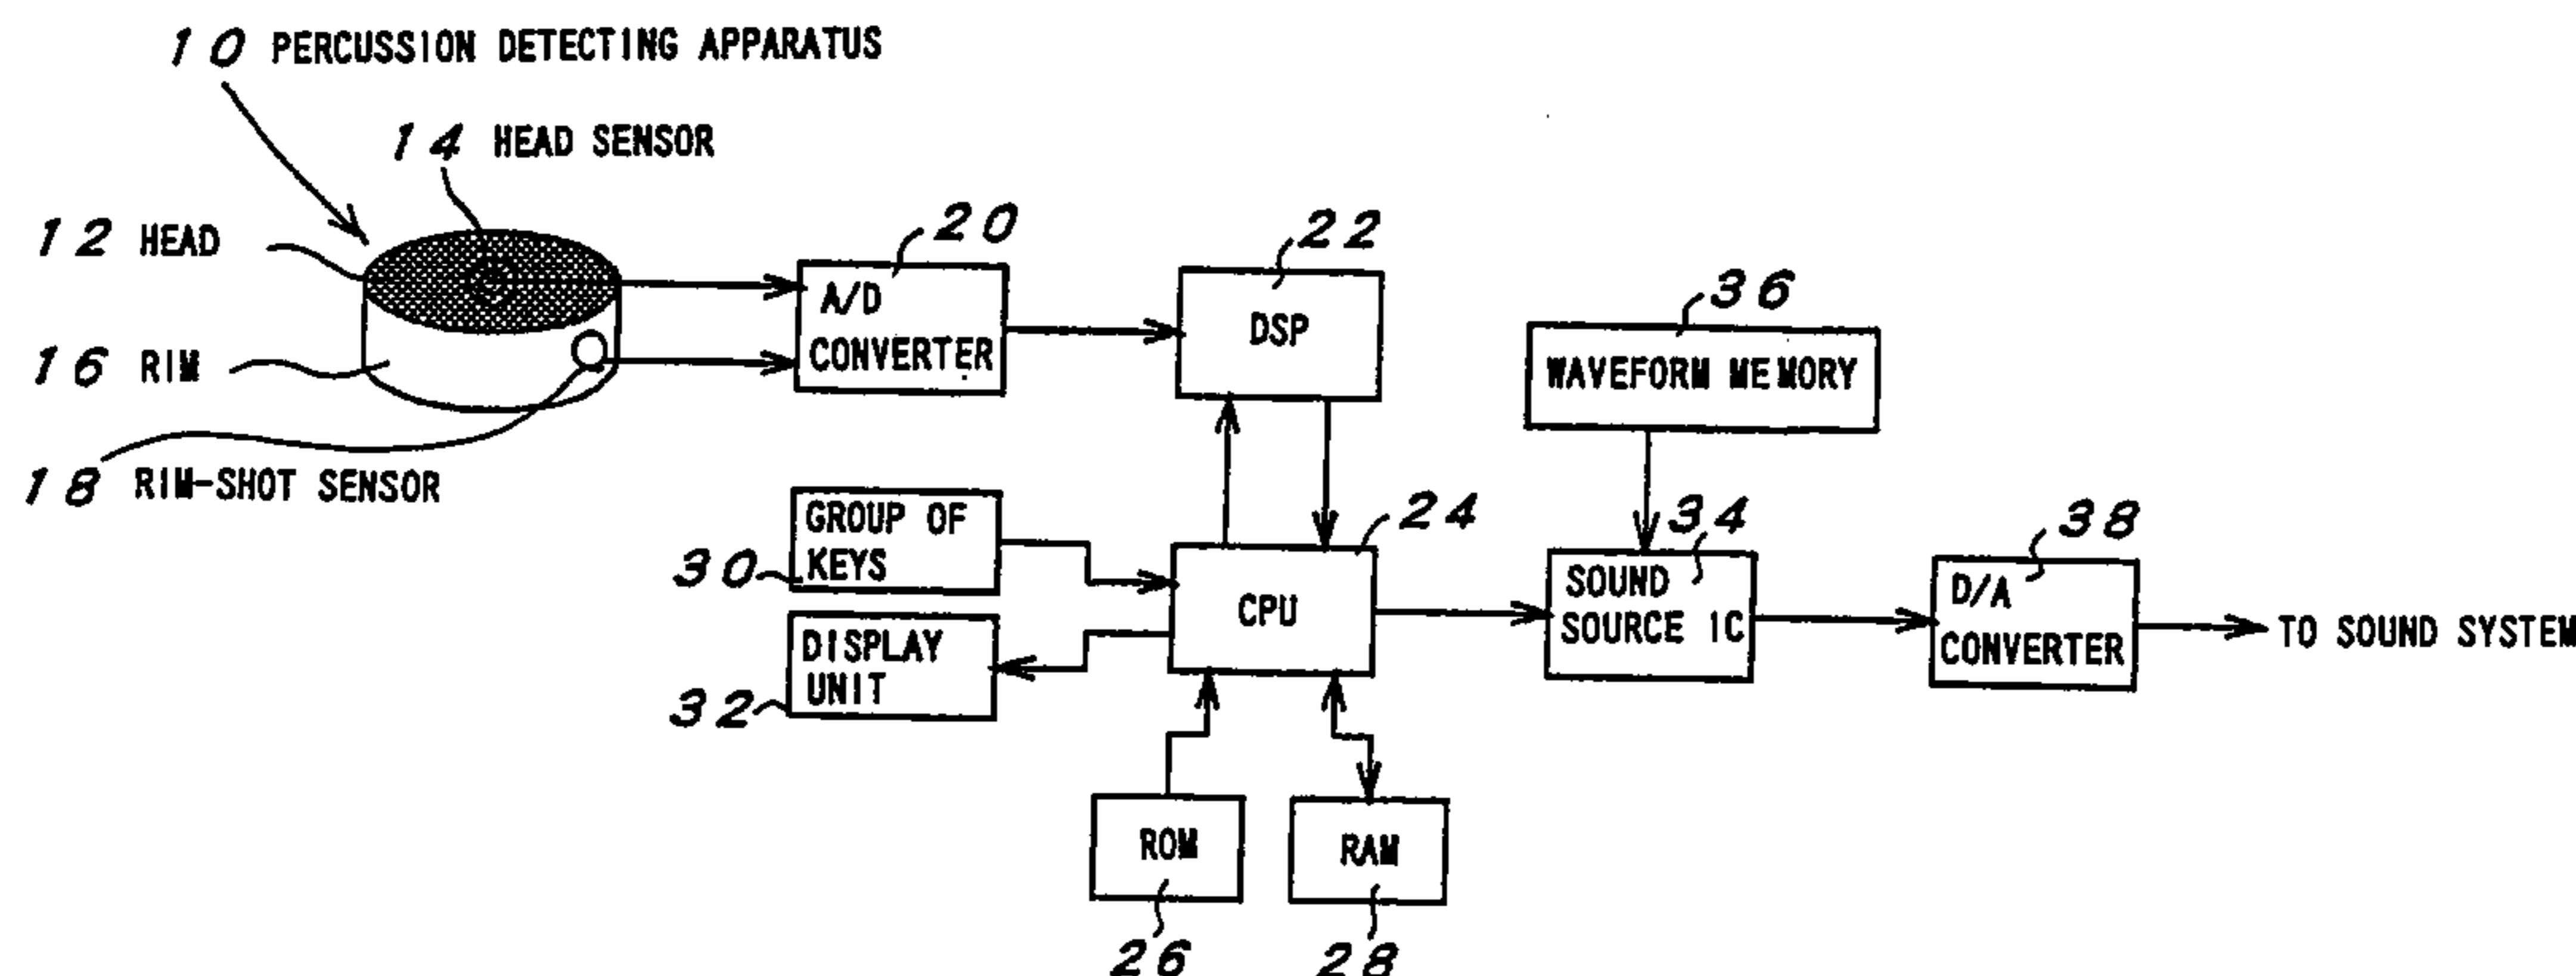 10 PERCUSSION DETECTING APPARATUS
14 HEAD SENSOR
12 HEAD
20
22
A/D
CONVERTER
DSP
36
WAVEFORM MEMORY
16 RIM
18 RIM-SHOT SENSOR
GROUP OF
KEYS
30
24
CPU
34
SOUND
SOURCE IC
38
D/A
CONVERTER
TO SOUND SYSTEM
DISPLAY
UNIT
32
ROM
RAM
26
28